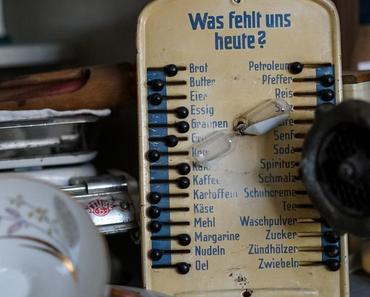 Was fehlt uns
heute?
Brot
Butter
Eier
Essig
Graupen
Kaffee
Kartoffeln
Käse
Mehl
Margarine
Nudeln
Oel
Petroleum
Pfeffer
Reis
Senf
Soda
Spiritus
Schmalz
Schuhcreme
Tee
Waschpulver
Zucker
Zündhölzer
Zwiebeln